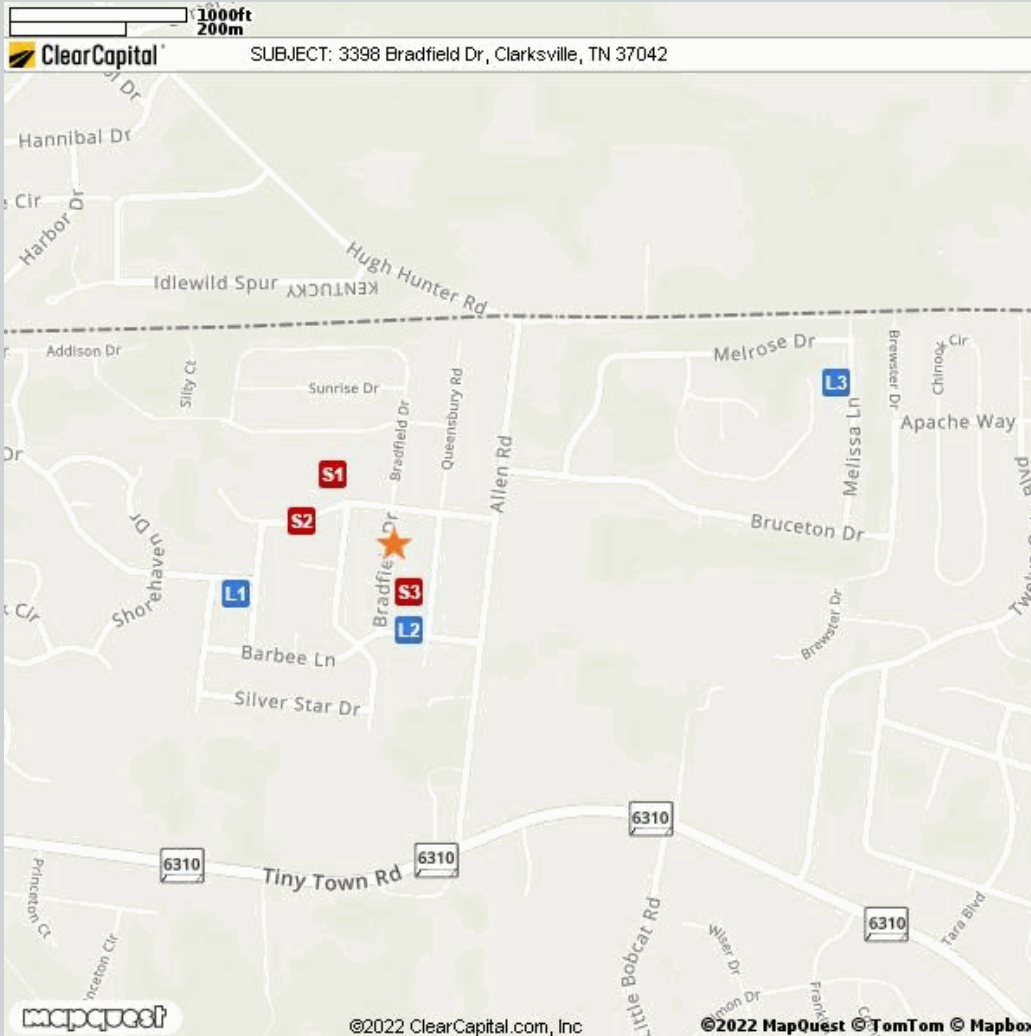 1000ft
200m
ClearCapital
SUBJECT: 3398 Bradfield Dr, Clarksville, TN 37042
Dr
Hannibal Dr
Cir
Harbor Dr
Idlewild Spur
KENTUCKY
Hugh Hunter Rd
Addison Dr
Silty Ct
Sunrise Dr
Bradfield Dr
Queensbury Rd
Allen Rd
Melrose Dr
L3
Melissa Ln
Brewster Dr
Chinook Cir
Apache Way
Dr
S1
S2
Bradfield Dr
Bruceton Dr
Shorehaven Dr
L1
S3
L2
Cir
Barbee Ln
Silver Star Dr
Brewster Dr
6310
Tiny Town Rd
6310
6310
6310
Princeton Ct
Little Bobcat Rd
Wiser Dr
Tara Blvd
mapquest
©2022 ClearCapital.com, Inc
©2022 MapQuest © TomTom © Mapbox